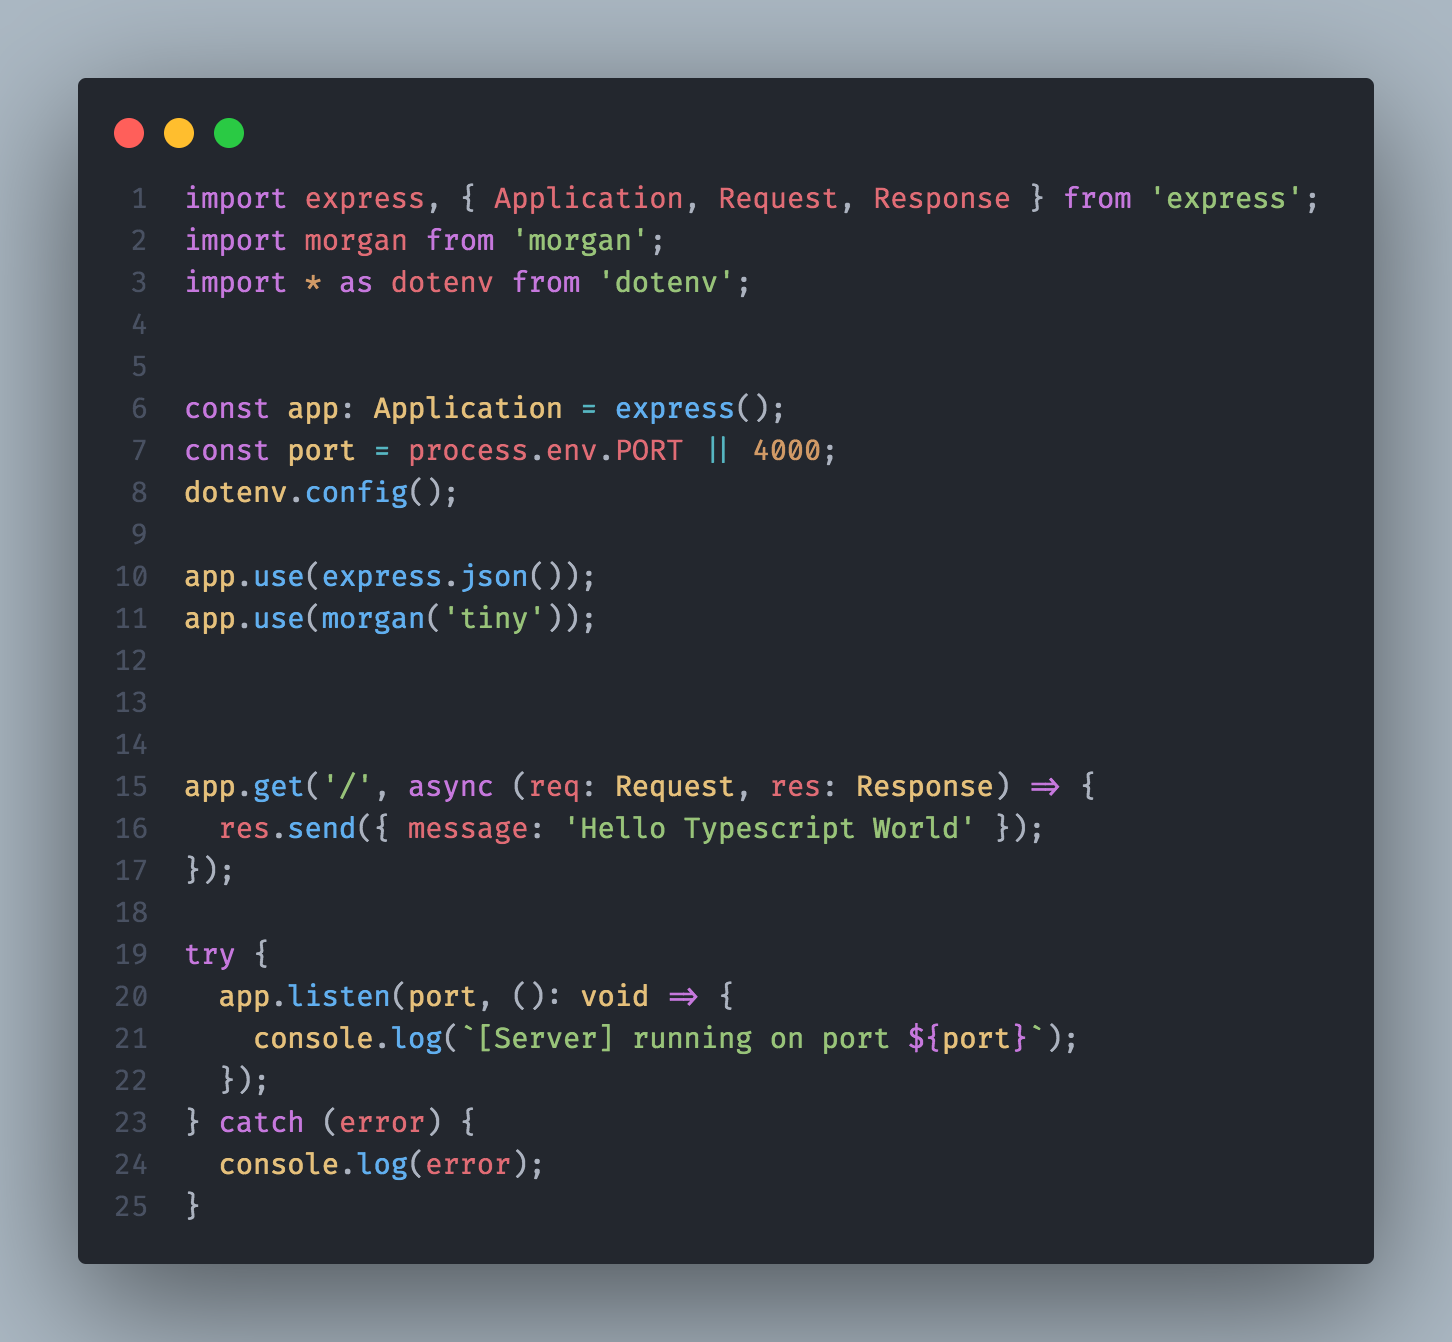 1 import express, { Application, Request, Response } from 'express';
2 import morgan from 'morgan';
3 import * as dotenv from 'dotenv';
4
5
6 const app: Application = express();
7 const port = process.env.PORT || 4000;
8 dotenv.config();
9
10 app.use(express.json());
11 app.use(morgan('tiny'));
12
13
14
15 app.get('/', async (req: Request, res: Response) => {
16   res.send({ message: 'Hello Typescript World' });
17 });
18
19 try {
20   app.listen(port, (): void => {
21     console.log(`[Server] running on port ${port}`);
22   });
23 } catch (error) {
24   console.log(error);
25 }